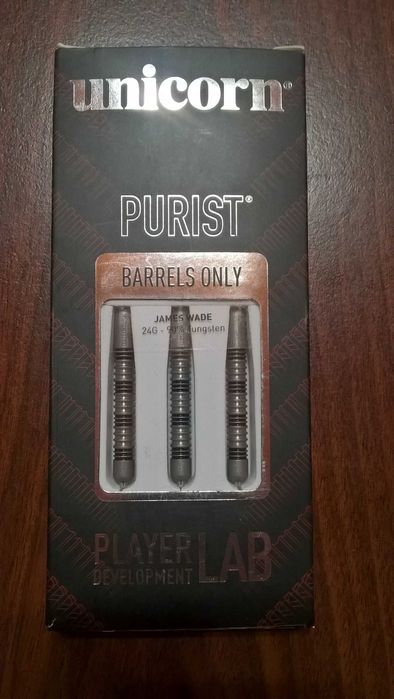 unicorn®
PURIST®
BARRELS ONLY
JAMES WADE
24G - 90% Tungsten
PLAYER
DEVELOPMENT LAB